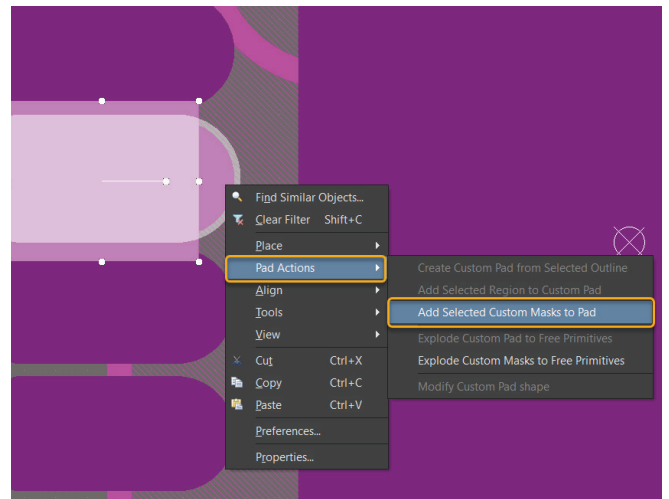 Find Similar Objects...
Clear Filter Shift+C
Place
Pad Actions
Align
Tools
View
Cut Ctrl+X
Copy Ctrl+C
Paste Ctrl+V
Preferences...
Properties...
Create Custom Pad from Selected Outline
Add Selected Region to Custom Pad
Add Selected Custom Masks to Pad
Explode Custom Pad to Free Primitives
Explode Custom Masks to Free Primitives
Modify Custom Pad shape